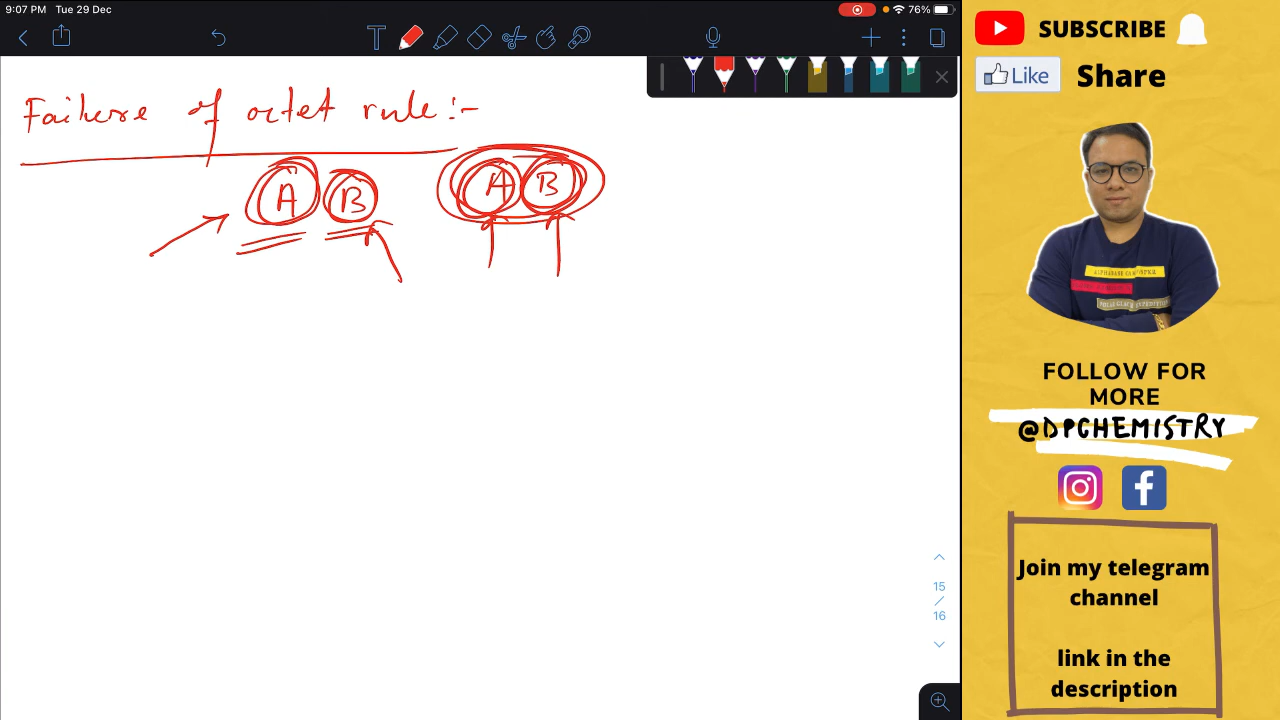 9:07 PM Tue 29 Dec
76%
Failure of octet rule:-
A B
A B
15
/
16
SUBSCRIBE
Like Share
FOLLOW FOR
MORE
@DPCHEMISTRY
Join my telegram
channel
link in the
description